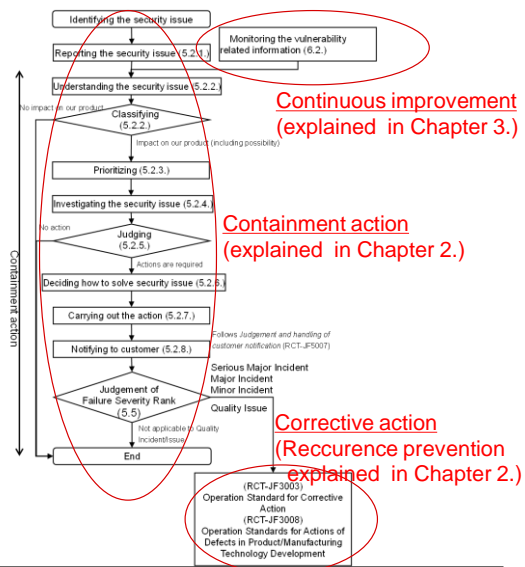 Identifying the security issue
Reporting the security issue (5.2.1.)
Monitoring the vulnerability
related information (6.2.)
Understanding the security issue (5.2.2.)
No impact on our product
Classifying
(5.2.2.)
Impact on our product (including possibility)
Continuous improvement
(explained in Chapter 3.)
Prioritizing (5.2.3.)
Investigating the security issue (5.2.4.)
No action
Judging
(5.2.5.)
Actions are required
Containment action
(explained in Chapter 2.)
Containment action
Deciding how to solve security issue (5.2.6.)
Carrying out the action (5.2.7.)
Notifying to customer (5.2.8.)
Follows Judgement and handling of
customer notification (RCT-JF5007)
Judgement of
Failure Severity Rank
(5.5)
Serious Major Incident
Major Incident
Minor Incident
Quality Issue
Not applicable to Quality
Incident/Issue
End
Corrective action
(Reccurence prevention
explained in Chapter 2.)
(RCT-JF3003)
Operation Standard for Corrective
Action
(RCT-JF3008)
Operation Standards for Actions of
Defects in Product/Manufacturing
Technology Development